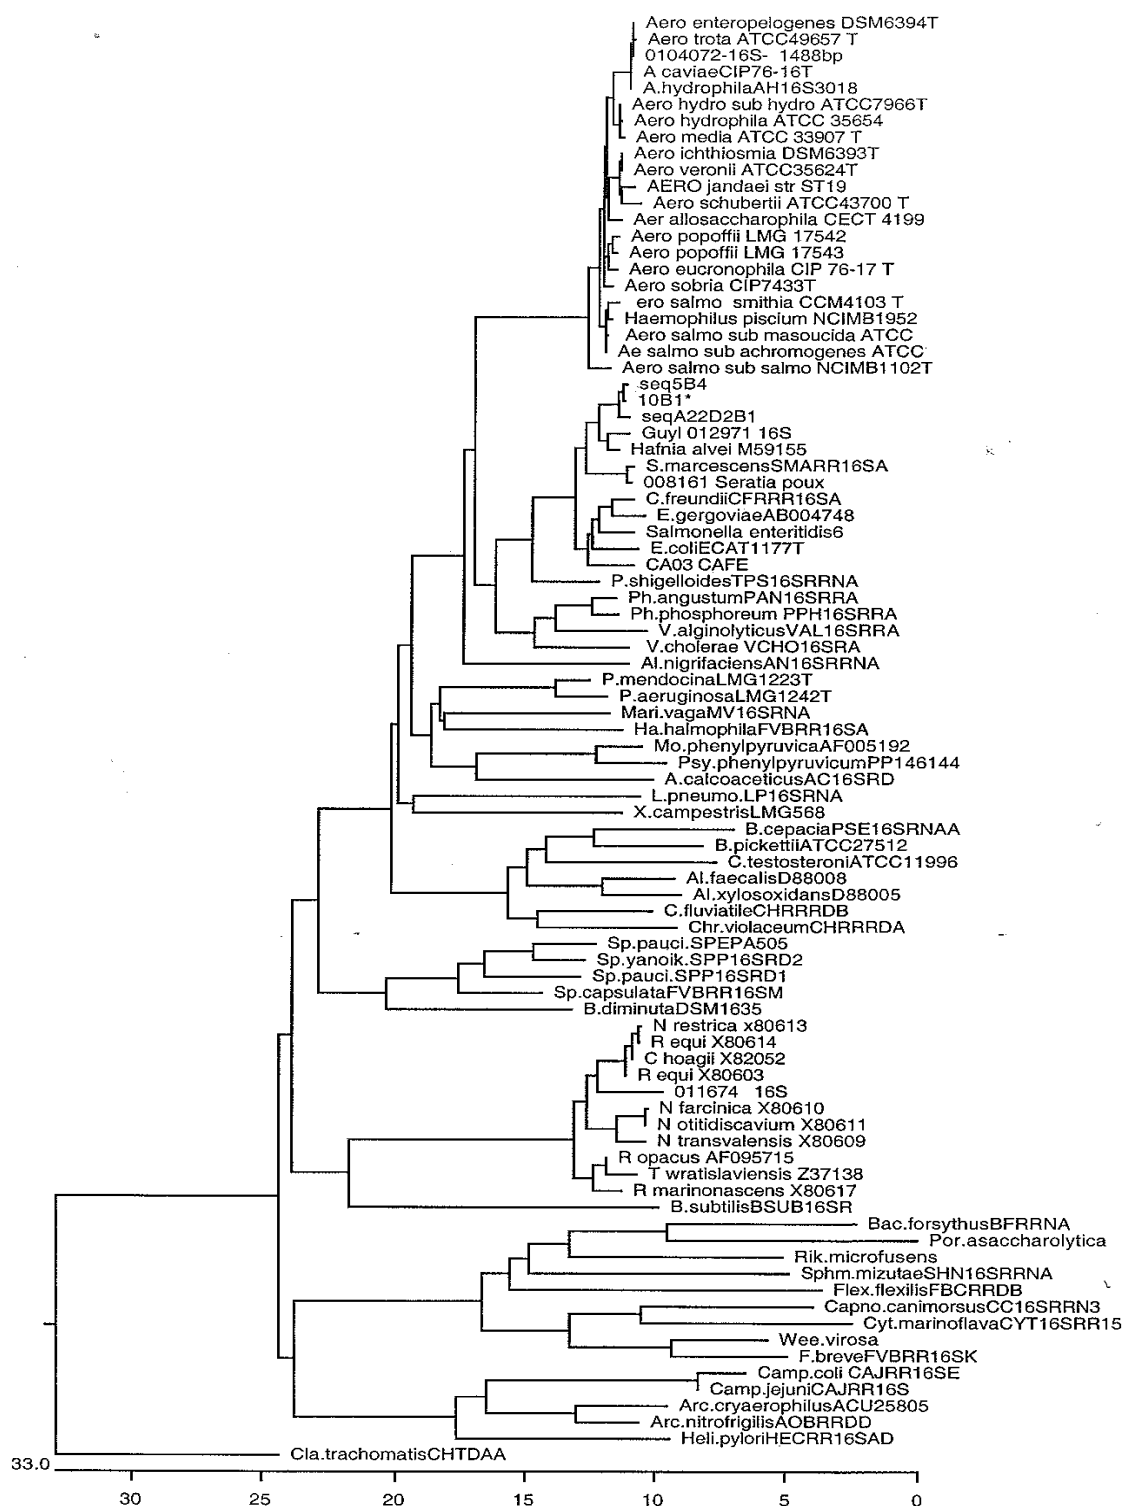 Aero enteropelogenes DSM6394T
Aero trota ATCC49657 T
0104072-16S- 1488bp
A caviaeCIP76-16T
A.hydrophilaAH16S3018
Aero hydro sub hydro ATCC7966T
Aero hydrophila ATCC 35654
Aero media ATCC 33907 T
Aero ichthiosmia DSM6393T
Aero veronii ATCC35624T
AERO jandaei str ST19
Aero schubertii ATCC43700 T
Aer allosaccharophila CECT 4199
Aero popoffii LMG 17542
Aero popoffii LMG 17543
Aero eucronophila CIP 76-17 T
Aero sobria CIP7433T
ero salmo smithia CCM4103 T
Haemophilus piscium NCIMB1952
Aero salmo sub masoucida ATCC
Ae salmo sub achromogenes ATCC
Aero salmo sub salmo NCIMB1102T
seq5B4
10B1*
seqA22D2B1
Guyl 012971 16S
Hafnia alvei M59155
S.marcescensSMARR16SA
008161 Seratia poux
C.freundiiCFRRR16SA
E.gergoviaeAB004748
Salmonella enteritidis6
E.coliECAT1177T
CA03 CAFE
P.shigelloidesTPS16SRRNA
Ph.angustumPAN16SRRA
Ph.phosphoreum PPH16SRRA
V.alginolyticusVAL16SRRA
V.cholerae VCHO16SRA
Al.nigrifaciensAN16SRRNA
P.mendocinaLMG1223T
P.aeruginosaLMG1242T
Mari.vagaMV16SRNA
Ha.halmophilaFVBRR16SA
Mo.phenylpyruvicaAF005192
Psy.phenylpyruvicumPP146144
A.calcoaceticusAC16SRD
L.pneumo.LP16SRNA
X.campestrisLMG568
B.cepaciaPSE16SRNAA
B.pickettiiATCC27512
C.testosteroniATCC11996
Al.faecalisD88008
Al.xylosoxidansD88005
C.fluviatileCHRRRDB
Chr.violaceumCHRRRDA
Sp.pauci.SPEPA505
Sp.yanoik.SPP16SRD2
Sp.pauci.SPP16SRD1
Sp.capsulataFVBRR16SM
B.diminutaDSM1635
N restrica x80613
R equi X80614
C hoagii X82052
R equi X80603
011674 16S
N farcinica X80610
N otitidiscavium X80611
N transvalensis X80609
R opacus AF095715
T wratislaviensis Z37138
R marinonascens X80617
B.subtilisBSUB16SR
Bac.forsythusBFRRNA
Por.asaccharolytica
Rik.microfusens
Sphm.mizutaeSHN16SRRNA
Flex.flexilisFBCRRDB
Capno.canimorsusCC16SRRN3
Cyt.marinoflavaCYT16SRR15
Wee.virosa
F.breveFVBRR16SK
Camp.coli CAJRR16SE
Camp.jejuniCAJRR16S
Arc.cryaerophilusACU25805
Arc.nitrofrigilisAOBRRDD
Heli.pyloriHECRR16SAD
Cla.trachomatisCHTDAA
33.0
30 25 20 15 10 5 0